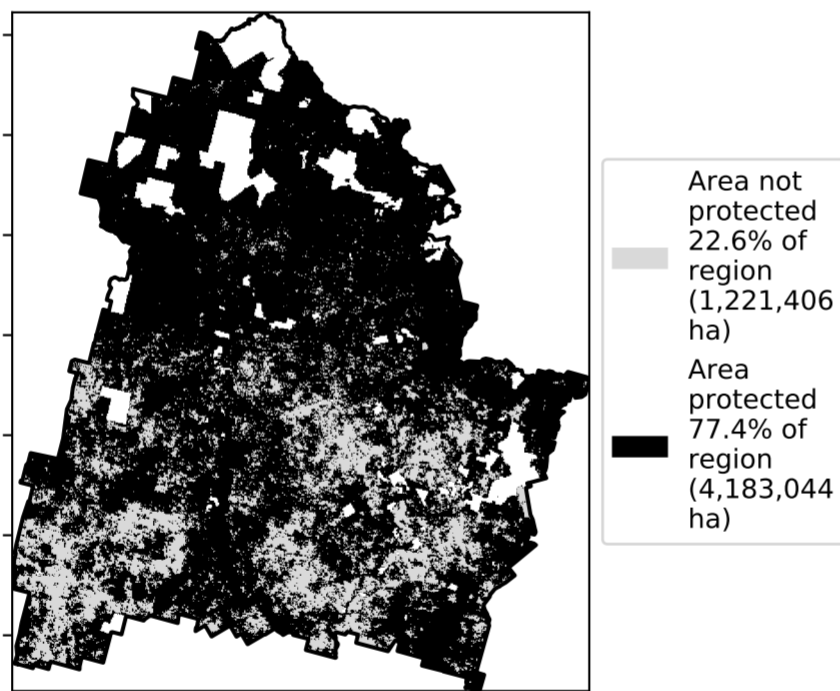 Area not
protected
22.6% of
region
(1,221,406
ha)
Area
protected
77.4% of
region
(4,183,044
ha)